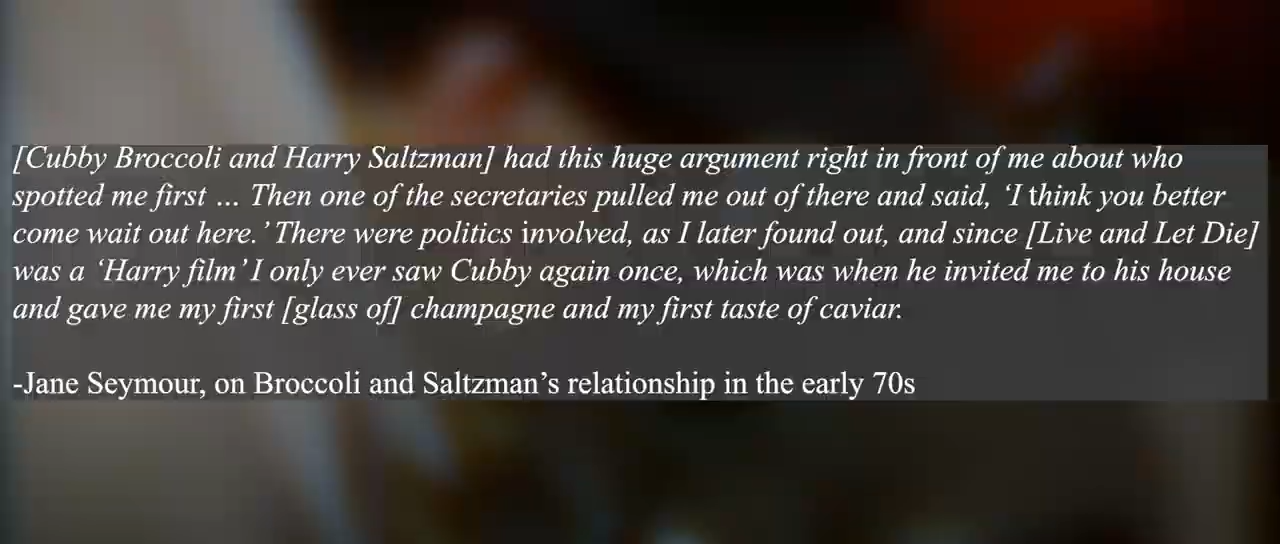 [Cubby Broccoli and Harry Saltzman] had this huge argument right in front of me about who
spotted me first ... Then one of the secretaries pulled me out of there and said, ‘I think you better
come wait out here.’ There were politics involved, as I later found out, and since [Live and Let Die]
was a ‘Harry film’ I only ever saw Cubby again once, which was when he invited me to his house
and gave me my first [glass of] champagne and my first taste of caviar.
-Jane Seymour, on Broccoli and Saltzman’s relationship in the early 70s